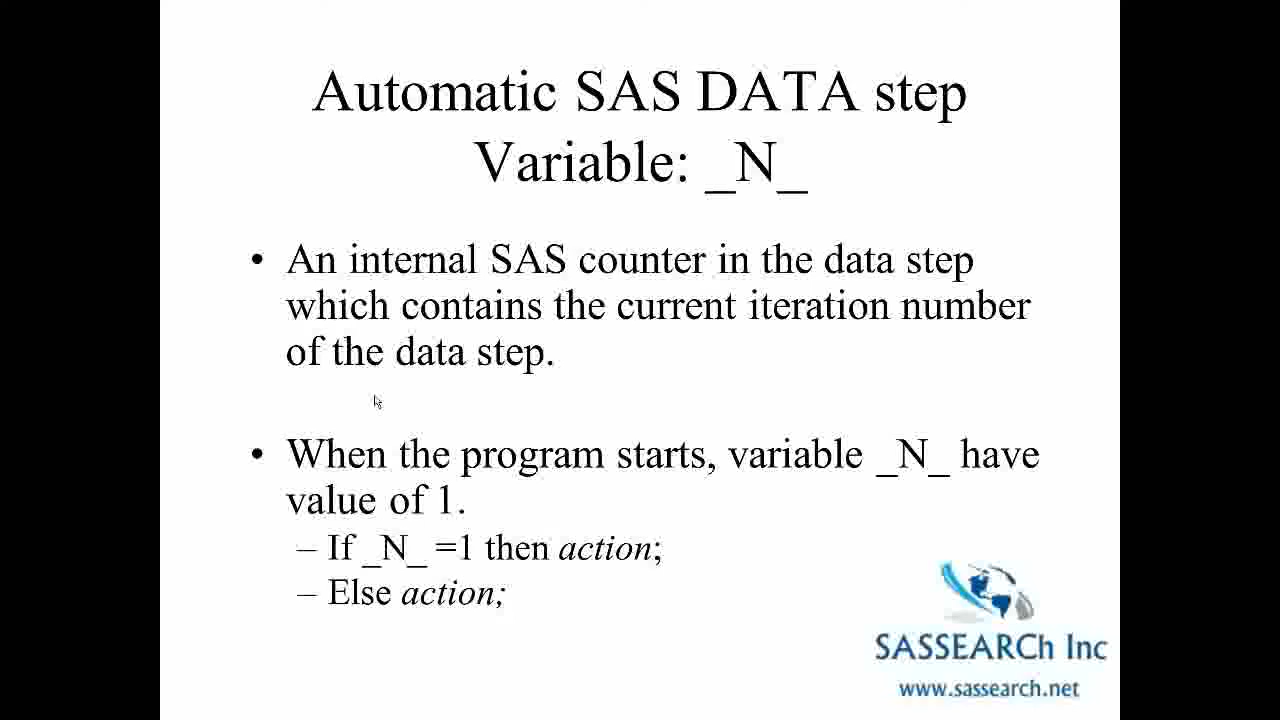 Automatic SAS DATA step
Variable: _N_
• An internal SAS counter in the data step
which contains the current iteration number
of the data step.
• When the program starts, variable _N_ have
value of 1.
– If _N_ =1 then action;
– Else action;
SASSEARCh Inc
www.sassearch.net